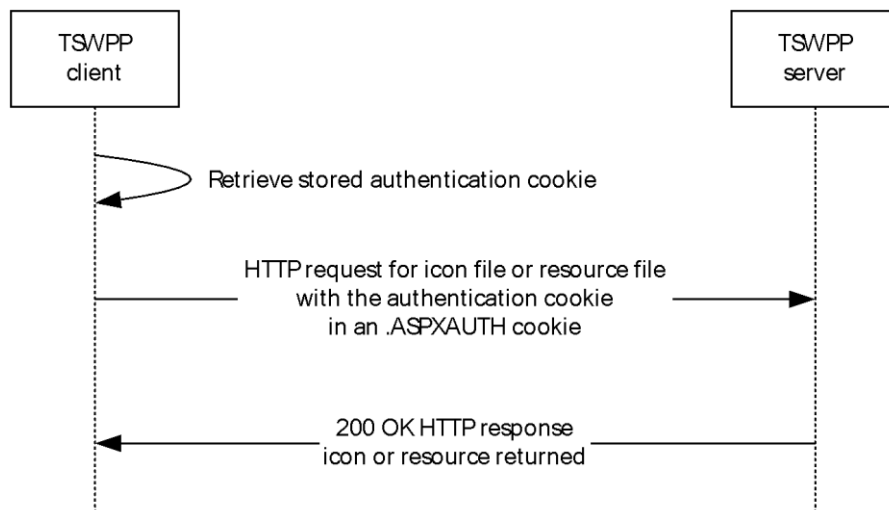 TSWPP
client
TSWPP
server
Retrieve stored authentication cookie
HTTP request for icon file or resource file
with the authentication cookie
in an .ASPXAUTH cookie
200 OK HTTP response
icon or resource returned